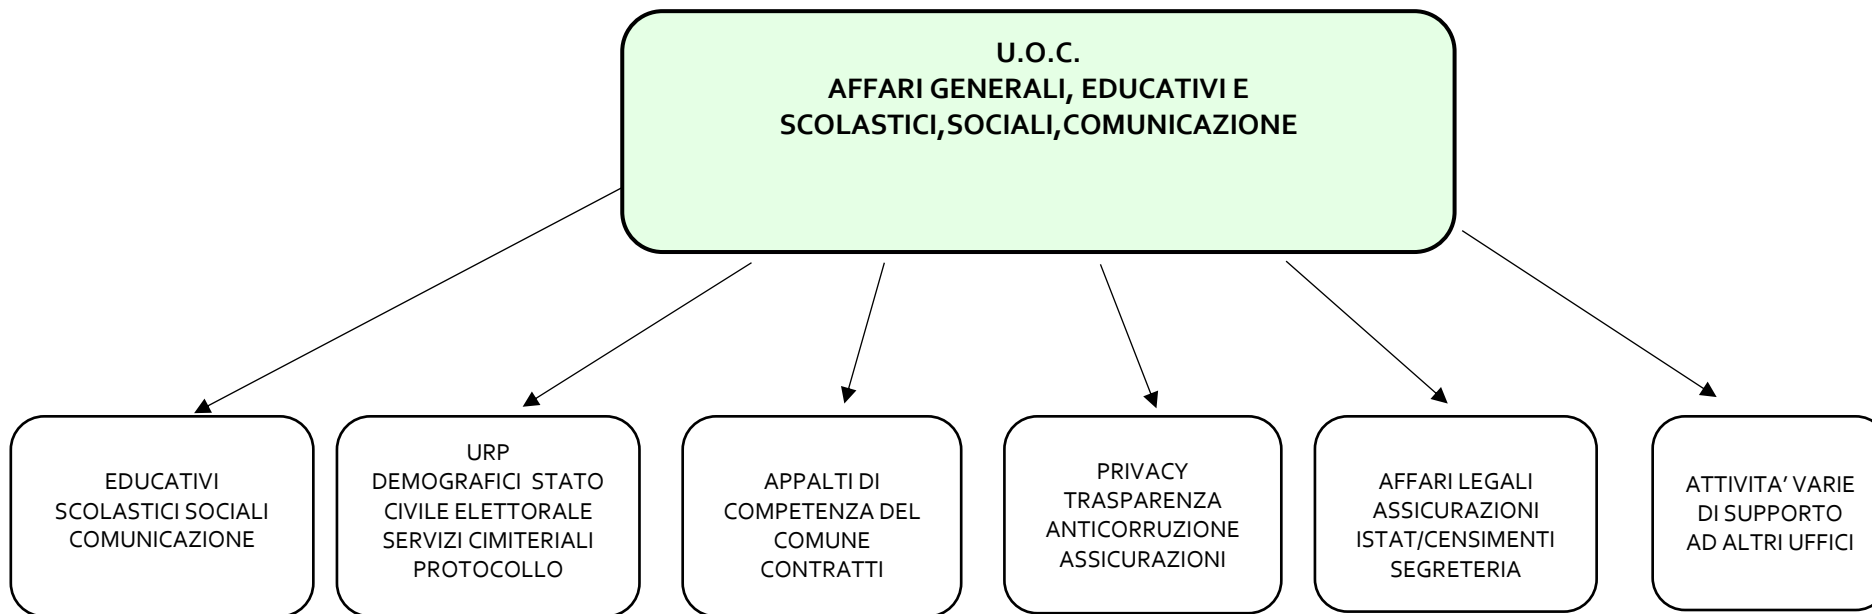 U.O.C.
AFFARI GENERALI, EDUCATIVI E
SCOLASTICI,SOCIALI,COMUNICAZIONE
EDUCATIVI
SCOLASTICI SOCIALI
COMUNICAZIONE
URP
DEMOGRAFICI  STATO
CIVILE ELETTORALE
SERVIZI CIMITERIALI
PROTOCOLLO
APPALTI DI
COMPETENZA DEL
COMUNE
CONTRATTI
PRIVACY
TRASPARENZA
ANTICORRUZIONE
ASSICURAZIONI
AFFARI LEGALI
ASSICURAZIONI
ISTAT/CENSIMENTI
SEGRETERIA
ATTIVITA’ VARIE
DI SUPPORTO
AD ALTRI UFFICI